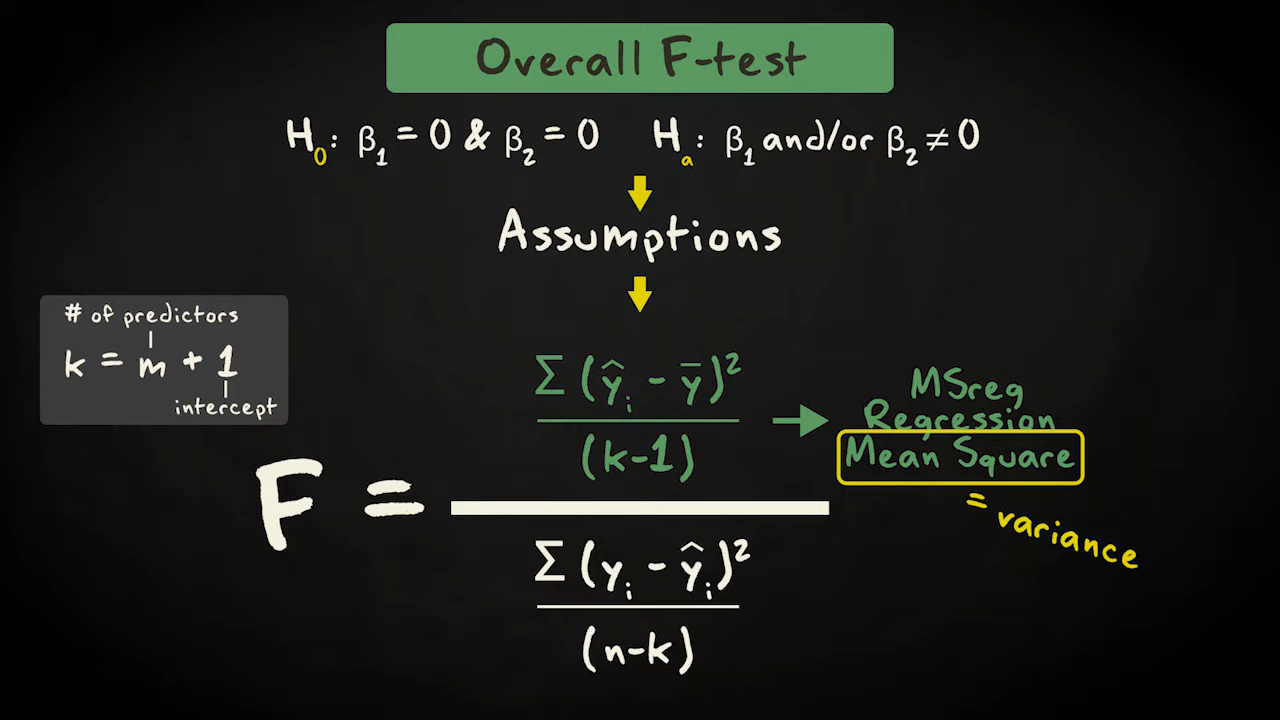 Overall F-test
H₀: β₁ = 0 & β₂ = 0 Hₐ: β₁ and/or β₂ ≠ 0
Assumptions
# of predictors
k = m + 1
intercept
F =
Σ (ŷᵢ - ȳ)²
(k-1)
MSreg
Regression
Mean Square
= variance
Σ (yᵢ - ŷᵢ)²
(n-k)